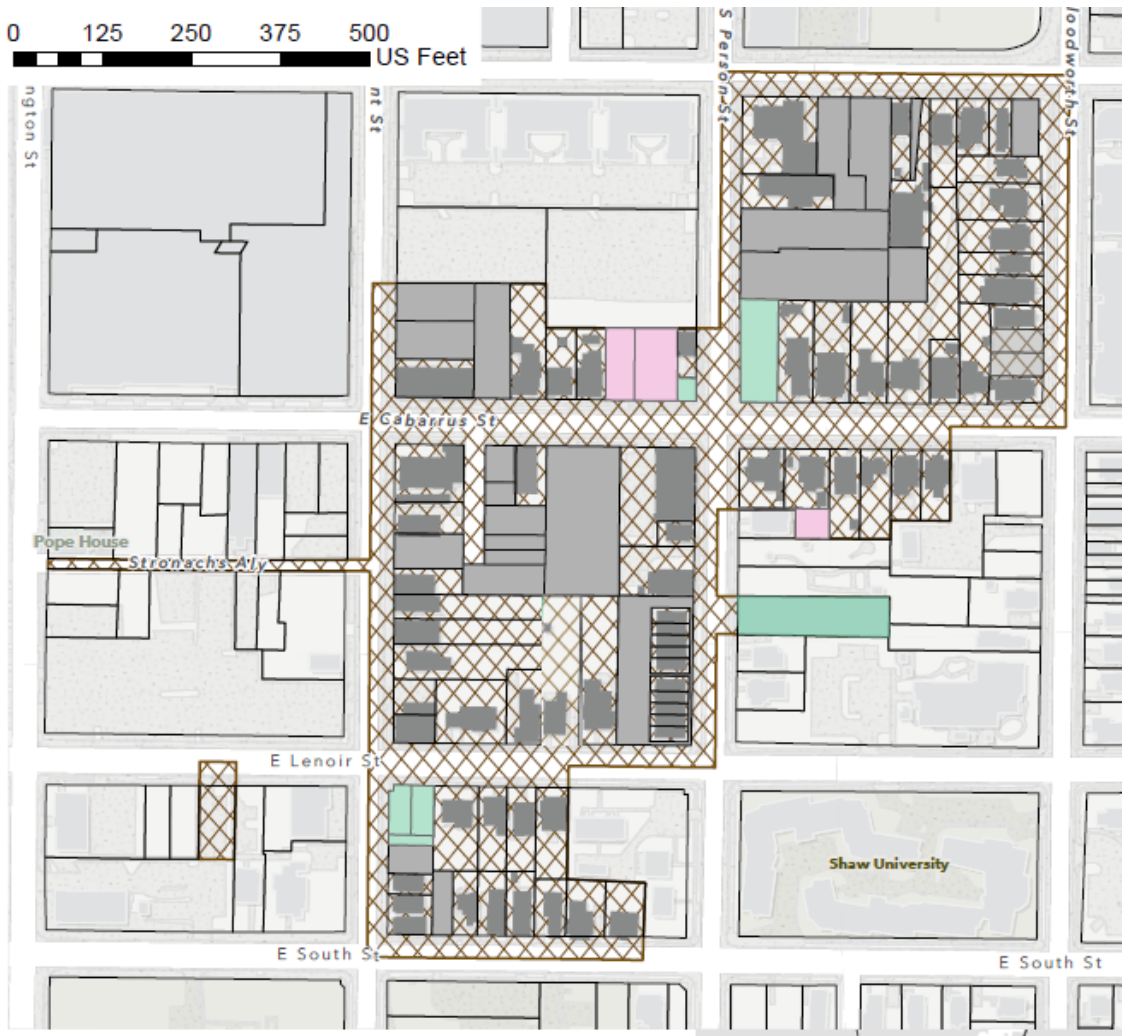 0 125 250 375 500
US Feet
ngton St
nt St
S Person St
loodworth St
E Cabarrus St
Pope House
Stronachs Aly
E Lenoir St
Shaw University
E South St
E South St